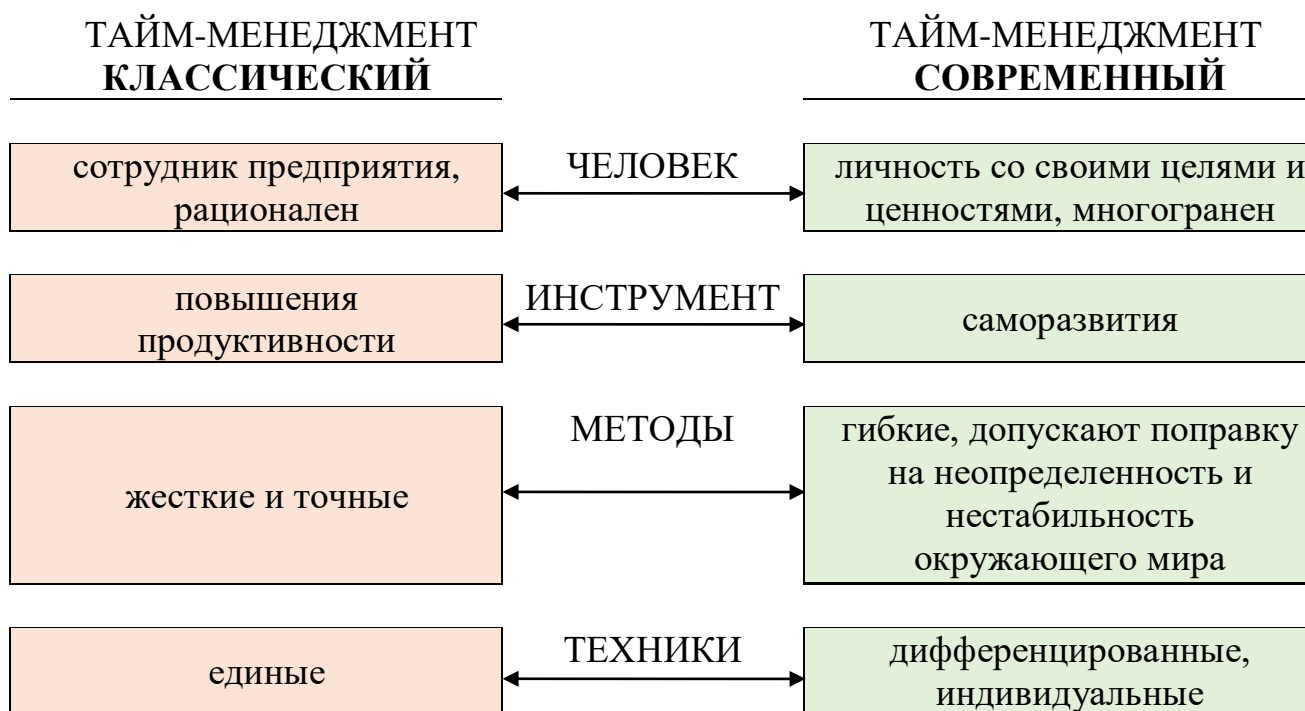 ТАЙМ-МЕНЕДЖМЕНТ
КЛАССИЧЕСКИЙ
ТАЙМ-МЕНЕДЖМЕНТ
СОВРЕМЕННЫЙ
сотрудник предприятия,
рационален
ЧЕЛОВЕК
личность со своими целями и
ценностями, многогранен
повышения
продуктивности
ИНСТРУМЕНТ
саморазвития
жесткие и точные
МЕТОДЫ
гибкие, допускают поправку
на неопределенность и
нестабильность
окружающего мира
единые
ТЕХНИКИ
дифференцированные,
индивидуальные